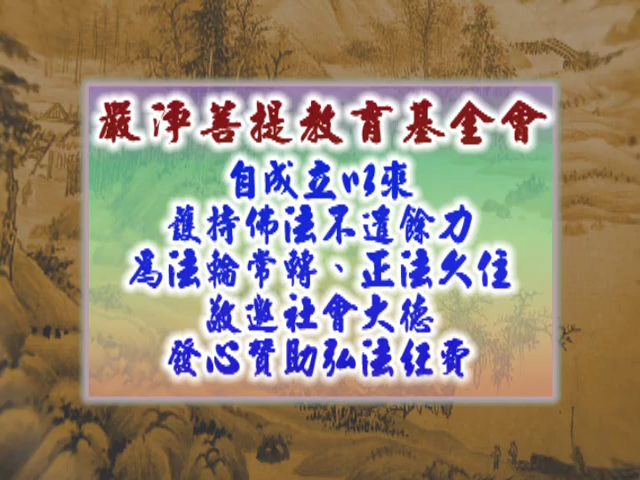 嚴淨菩提教育基金會
自成立以來
護持佛法不遺餘力
為法輪常轉、正法久住
敬邀社會大德
發心贊助弘法經費